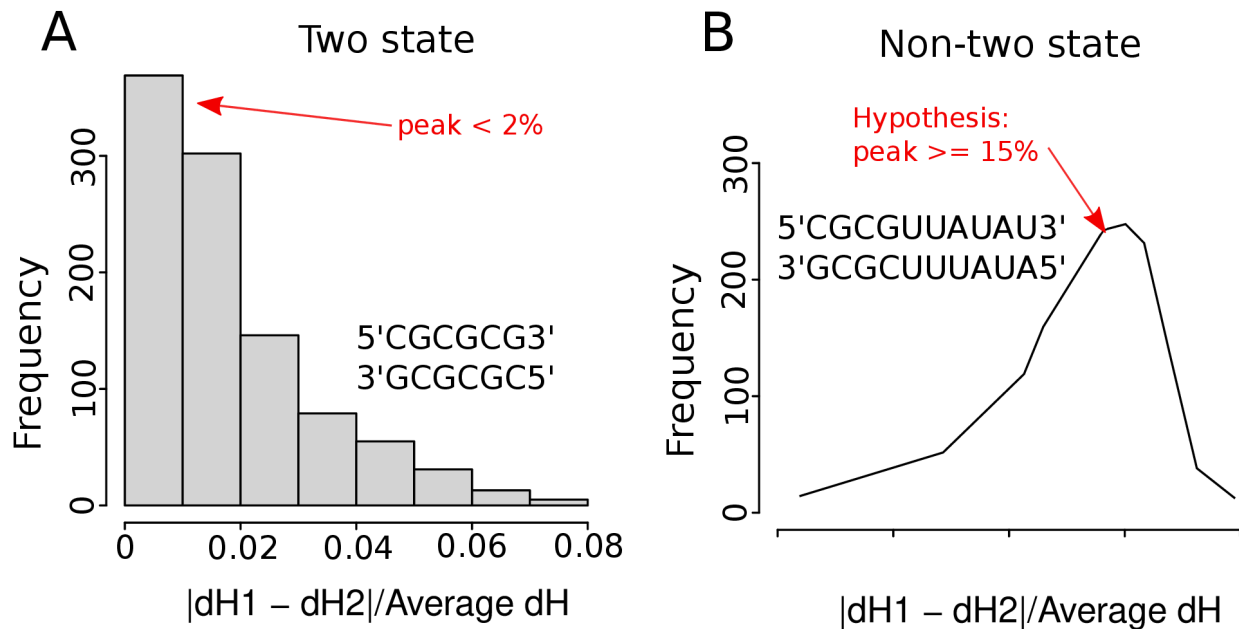 A
Two state
peak < 2%
Frequency
0
100
200
300
5'CGCGCG3'
3'GCGCGC5'
0 0.02 0.04 0.06 0.08
|dH1 – dH2|/Average dH
B
Non-two state
Hypothesis:
peak >= 15%
Frequency
0
100
200
300
5'CGCGUUAUAU3'
3'GCGCUUUAUA5'
|dH1 – dH2|/Average dH